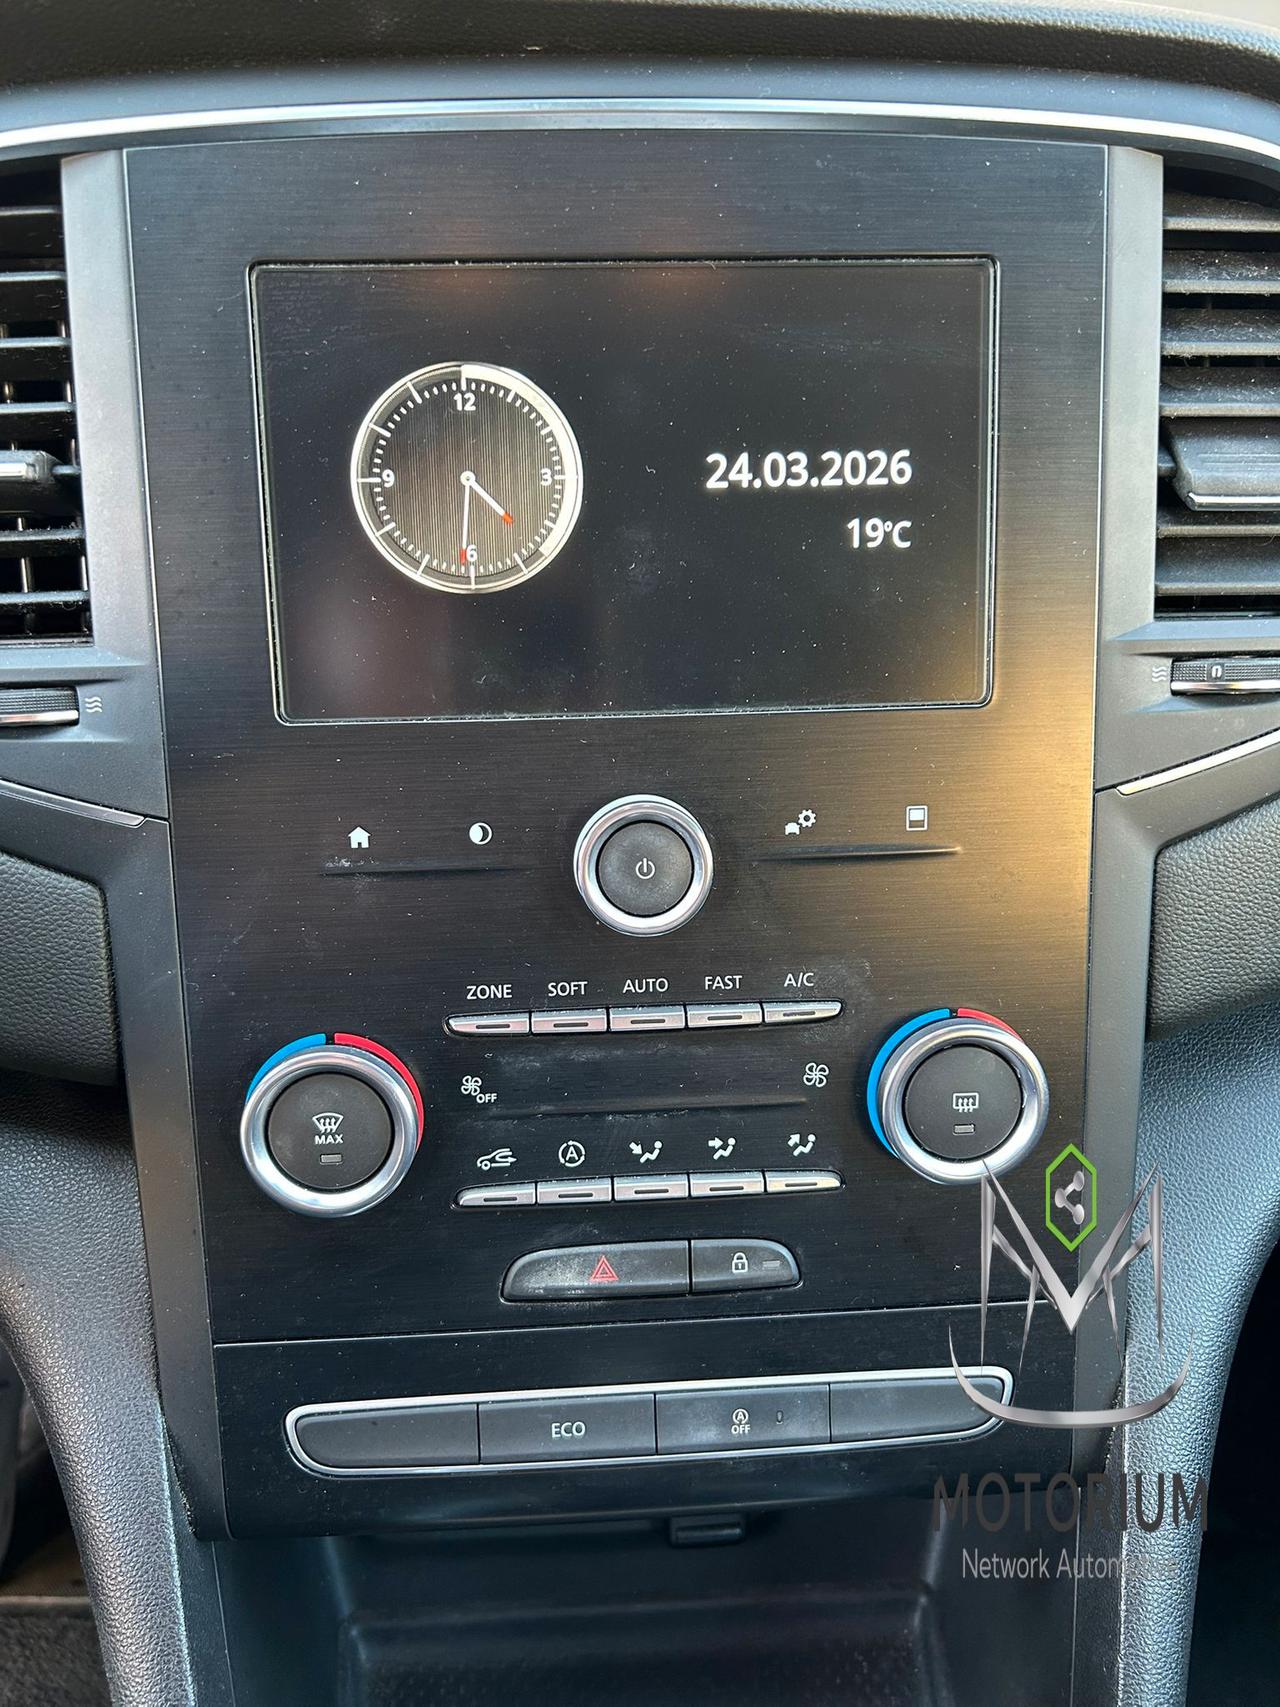 12
9
3
6
24.03.2026
19°C
ZONE SOFT AUTO FAST A/C
OFF
MAX
A
ECO
A
OFF
MOTORIUM
Network Automotive